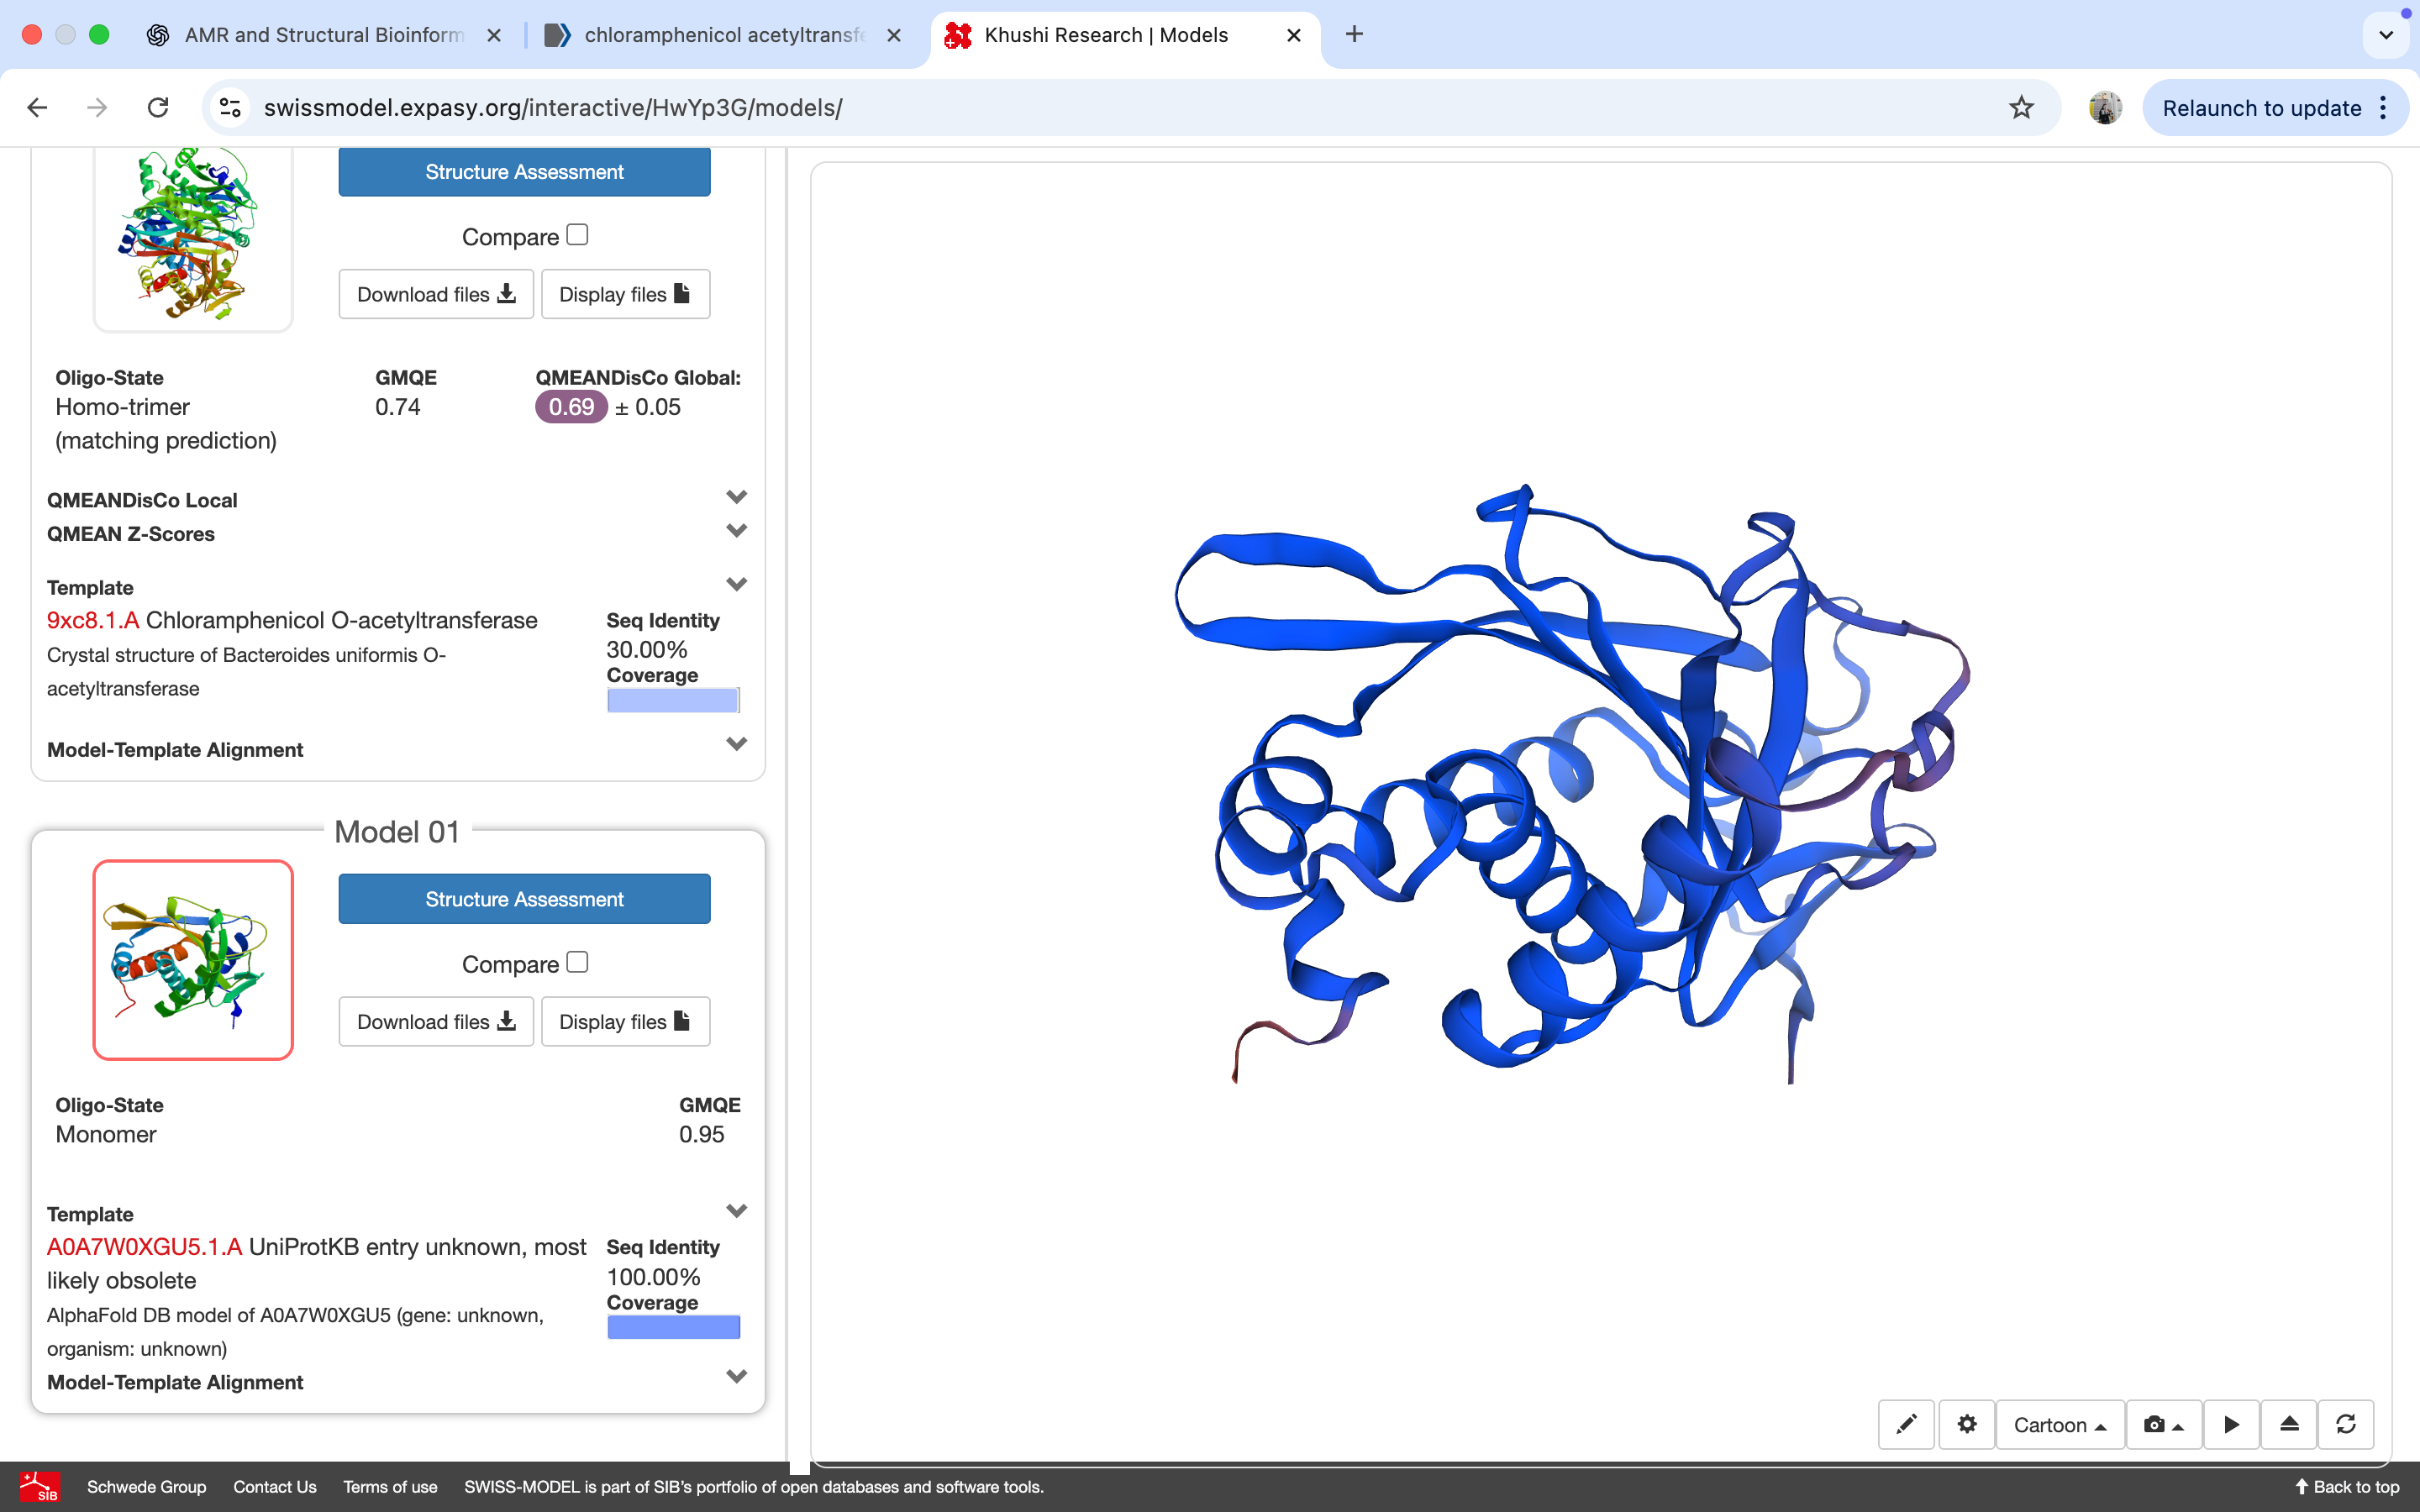 AMR and Structural Bioinform
chloramphenicol acetyltransfe
Khushi Research | Models
swissmodel.expasy.org/interactive/HwYp3G/models/
Relaunch to update
Structure Assessment
Compare
Download files
Display files
Oligo-State
GMQE
QMEANDisCo Global:
Homo-trimer
0.74
0.69 ± 0.05
(matching prediction)
QMEANDisCo Local
QMEAN Z-Scores
Template
9xc8.1.A Chloramphenicol O-acetyltransferase
Seq Identity
30.00%
Crystal structure of Bacteroides uniformis O-
acetyltransferase
Coverage
Model-Template Alignment
Model 01
Structure Assessment
Compare
Download files
Display files
Oligo-State
GMQE
Monomer
0.95
Template
A0A7W0XGU5.1.A UniProtKB entry unknown, most
likely obsolete
Seq Identity
100.00%
Coverage
AlphaFold DB model of A0A7W0XGU5 (gene: unknown,
organism: unknown)
Model-Template Alignment
Cartoon
SIB
Schwede Group
Contact Us
Terms of use
SWISS-MODEL is part of SIB's portfolio of open databases and software tools.
Back to top